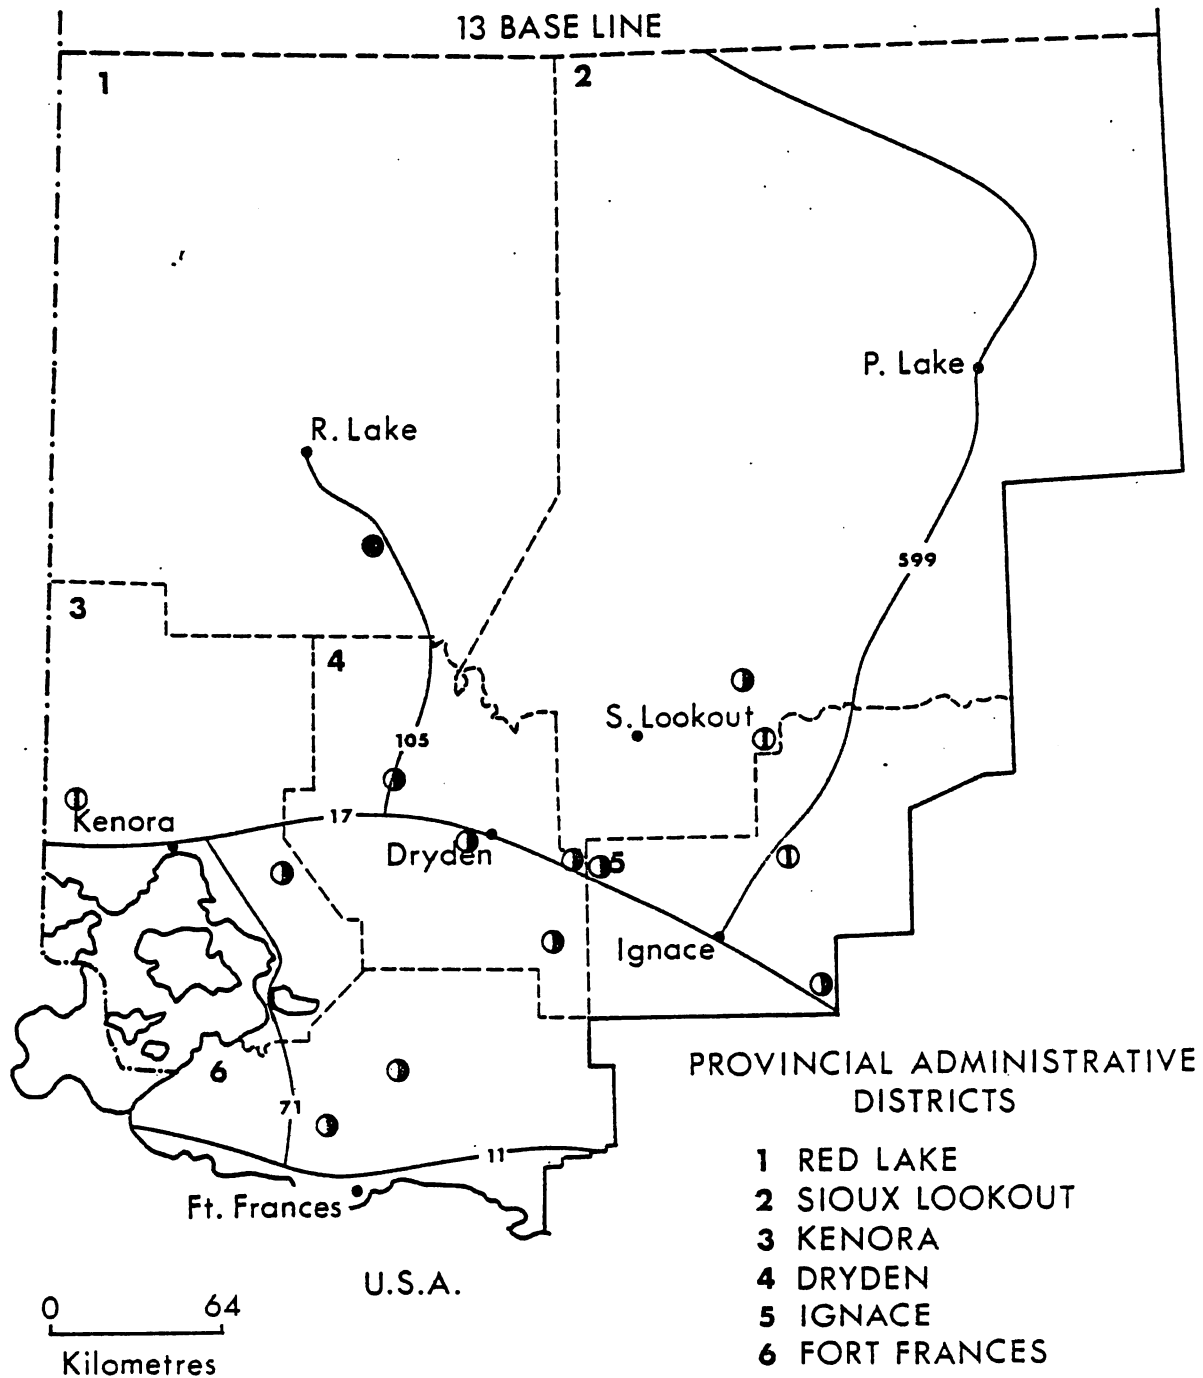 13 BASE LINE
1
2
P. Lake
R. Lake
599
3
4
S. Lookout
105
Kenora
17
Dryden
5
Ignace
6
71
11
Ft. Frances
U.S.A.
0 64
Kilometres
PROVINCIAL ADMINISTRATIVE
DISTRICTS
1 RED LAKE
2 SIOUX LOOKOUT
3 KENORA
4 DRYDEN
5 IGNACE
6 FORT FRANCES